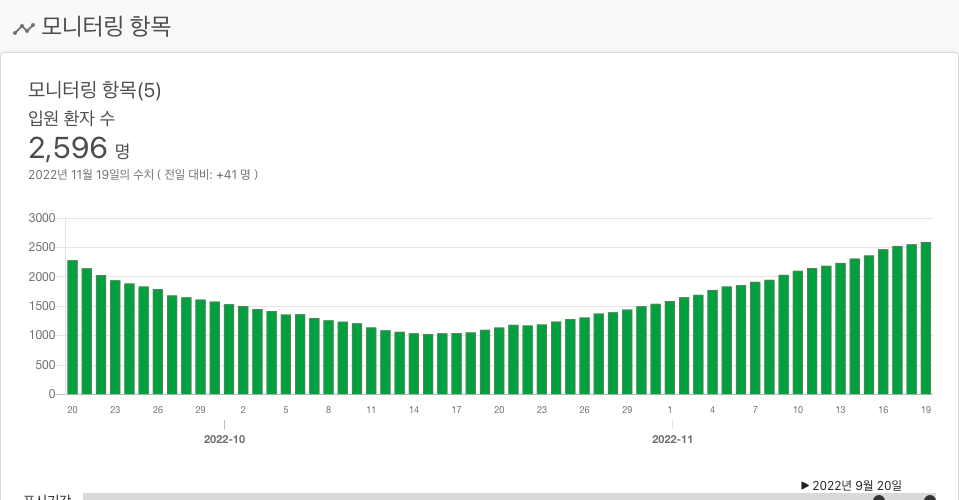 모니터링 항목
모니터링 항목(5)
입원 환자 수
2,596 명
2022년 11월 19일의 수치 ( 전일 대비: +41 명 )
3000
2500
2000
1500
1000
500
0
20 23 26 29 2 5 8 11 14 17 20 23 26 29 1 4 7 10 13 16 19
2022-10 2022-11
▶ 2022년 9월 20일
표시기간